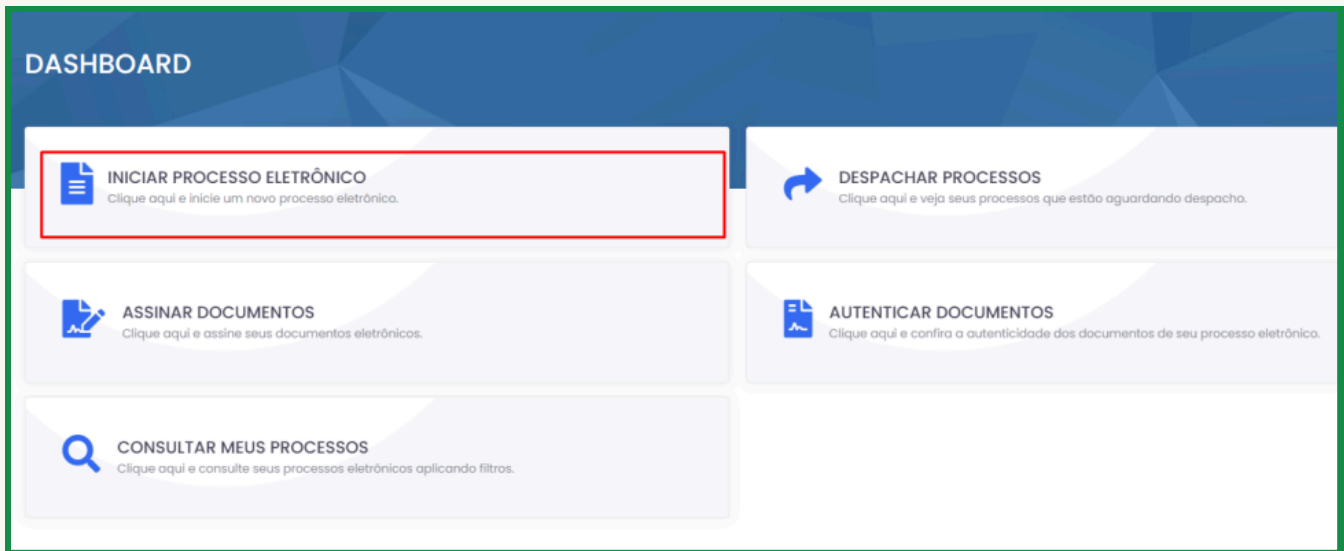 DASHBOARD
INICIAR PROCESSO ELETRÔNICO
Clique aqui e inicie um novo processo eletrônico.
DESPACHAR PROCESSOS
Clique aqui e veja seus processos que estão aguardando despacho.
ASSINAR DOCUMENTOS
Clique aqui e assine seus documentos eletrônicos.
AUTENTICAR DOCUMENTOS
Clique aqui e confira a autenticidade dos documentos de seu processo eletrônico.
CONSULTAR MEUS PROCESSOS
Clique aqui e consulte seus processos eletrônicos aplicando filtros.